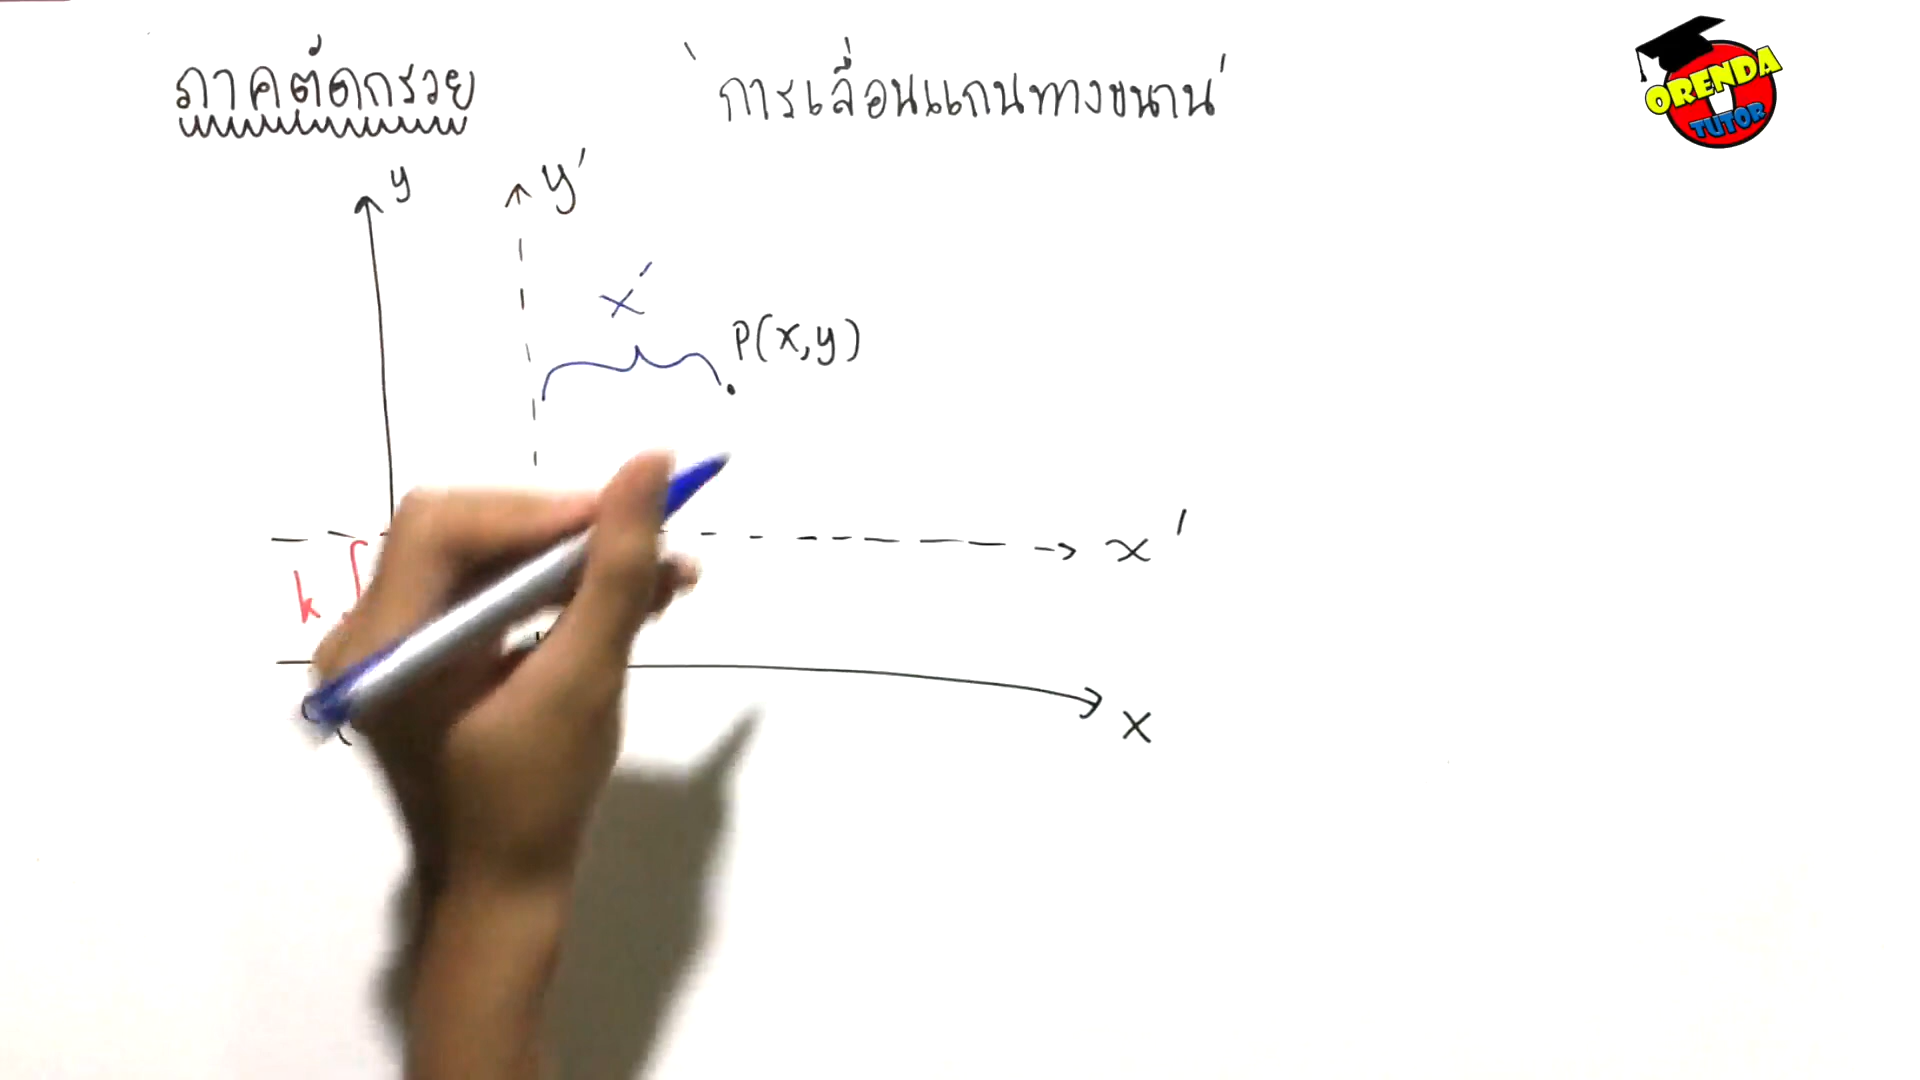 ภาคตัดกรวย
'การเลื่อนแกนทางขนาน'
ORENDA
TUTOR
y
y'
x'
P(x,y)
x'
k
x